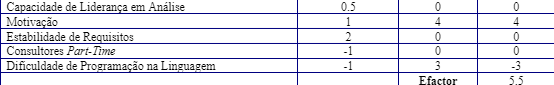 Capacidade de Liderança em Análise 0.5 0 0
Motivação 1 4 4
Estabilidade de Requisitos 2 0 0
Consultores Part-Time -1 0 0
Dificuldade de Programação na Linguagem -1 3 -3
Efactor 5.5